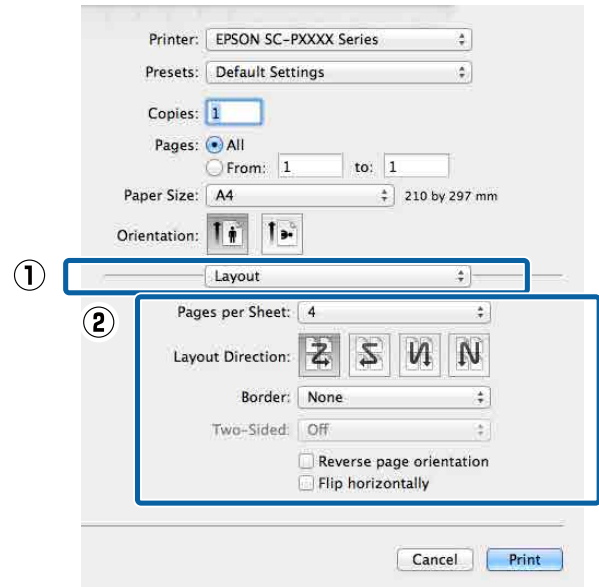 Printer: EPSON SC-PXXXX Series
Presets: Default Settings
Copies: 1
Pages: All
From: 1 to: 1
Paper Size: A4 210 by 297 mm
Orientation:
① Layout
② Pages per Sheet: 4
Layout Direction:
Border: None
Two-Sided: Off
Reverse page orientation
Flip horizontally
Cancel Print